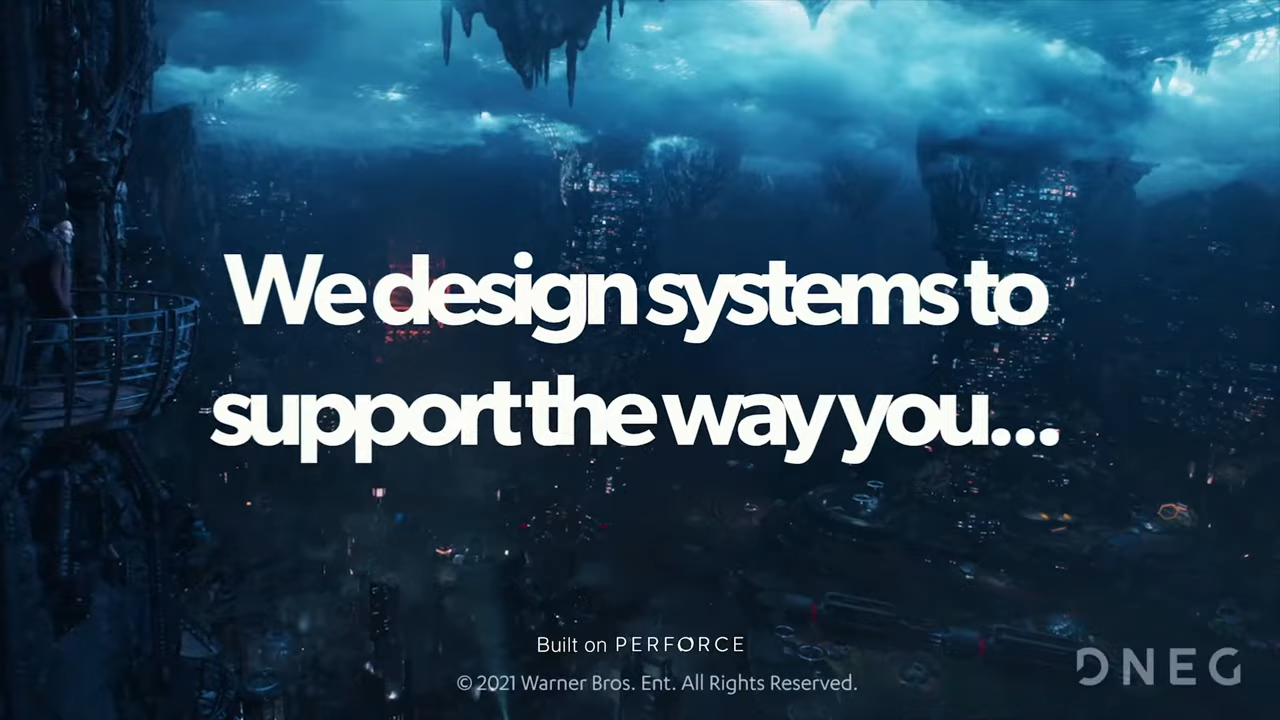 We design systems to
support the way you...
Built on PERFORCE
© 2021 Warner Bros. Ent. All Rights Reserved.
DNEG